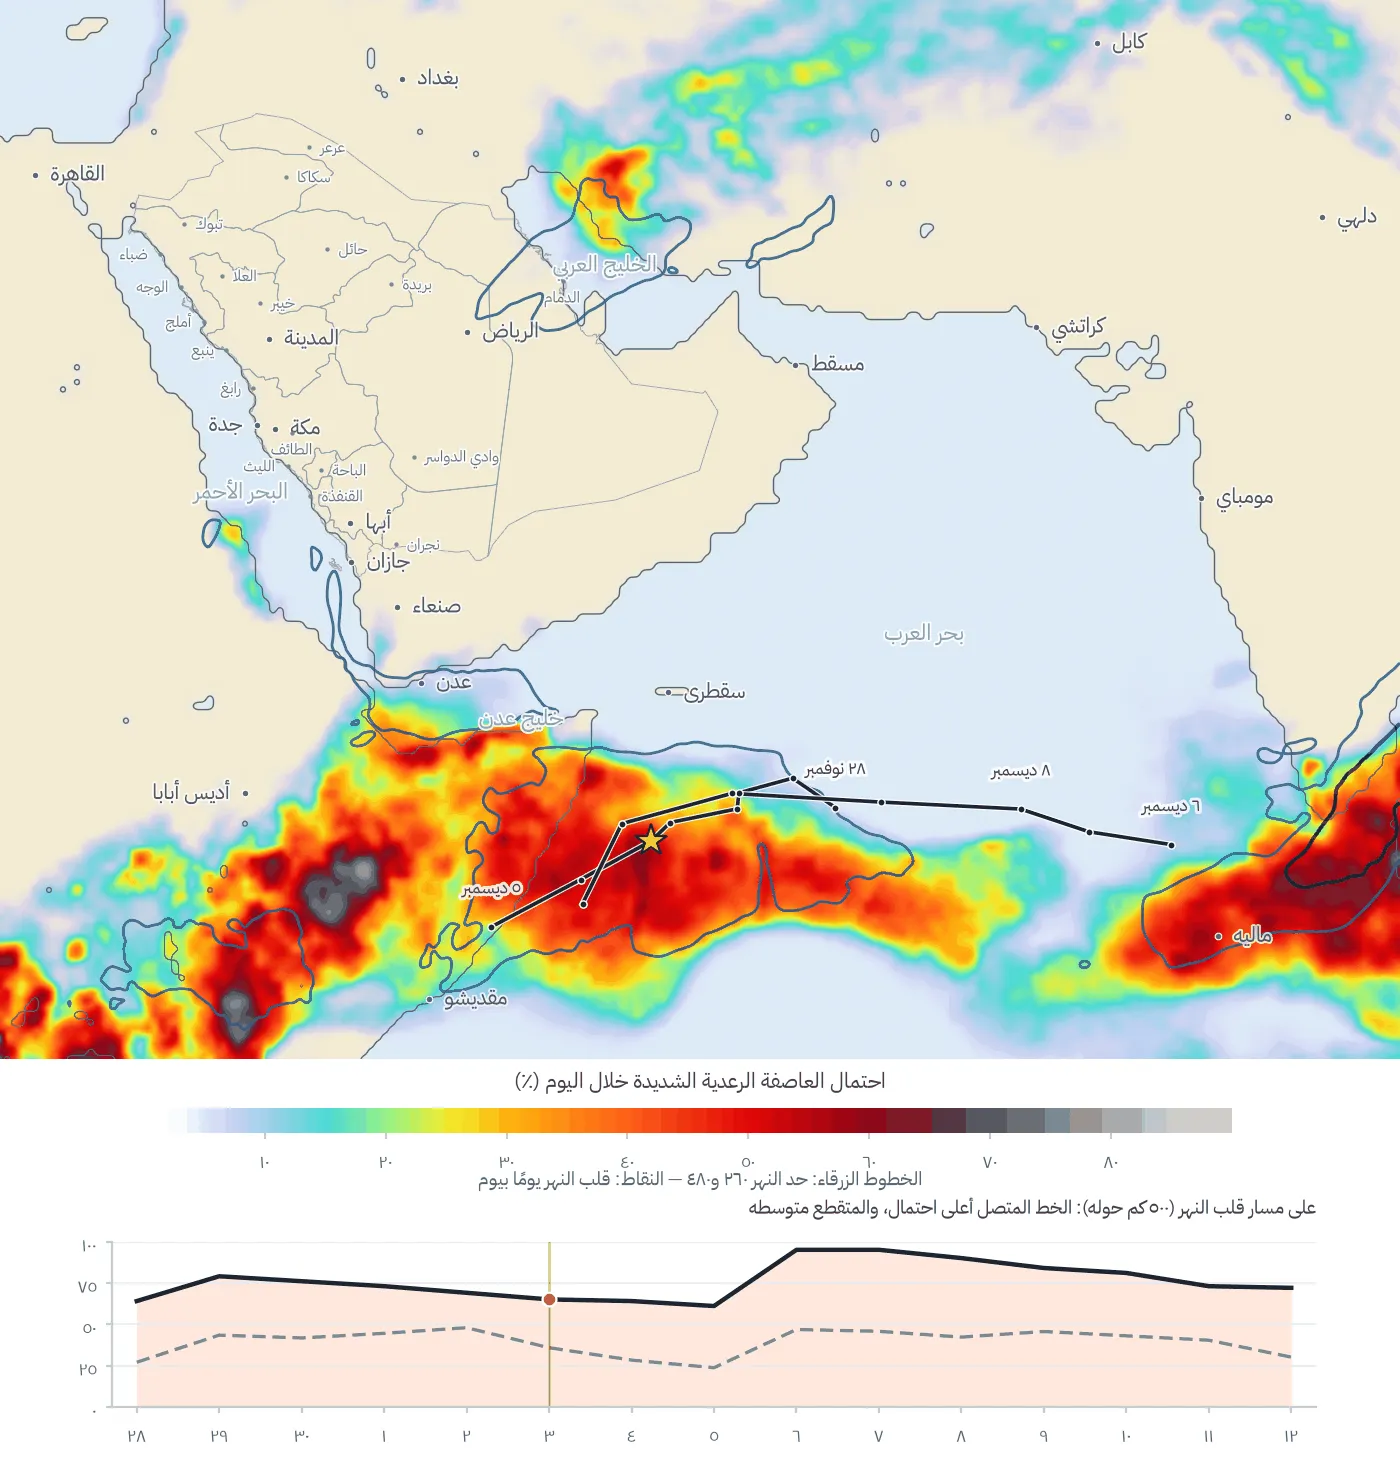 كابل
بغداد
عرعر
القاهرة
سكاكا
دلهي
تبوك
حائل
ضباء
الخليج العربي
العلا
الوجه
بريدة
الدمام
خيبر
أملج
كراتشي
الرياض
المدينة
ينبع
مسقط
رابغ
جدة
مكة
الطائف
وادي الدواسر
الليث
الباحة
البحر الأحمر
القنفذة
مومباي
أبها
نجران
جازان
صنعاء
بحر العرب
عدن
سقطرى
خليج عدن
٢٨ نوفمبر
٨ ديسمبر
أديس أبابا
٦ ديسمبر
٥ ديسمبر
ماليه
مقديشو
احتمال العاصفة الرعدية الشديدة خلال اليوم (٪)
١٠ ٢٠ ٣٠ ٤٠ ٥٠ ٦٠ ٧٠ ٨٠
الخطوط الزرقاء: حد النهر ٢٦٠ و٤٨٠ — النقاط: قلب النهر يومًا بيوم
على مسار قلب النهر (٥٠٠ كم حوله): الخط المتصل أعلى احتمال، والمتقطع متوسطه
١٠٠
٧٥
٥٠
٢٥
٠
٢٨ ٢٩ ٣٠ ١ ٢ ٣ ٤ ٥ ٦ ٧ ٨ ٩ ١٠ ١١ ١٢